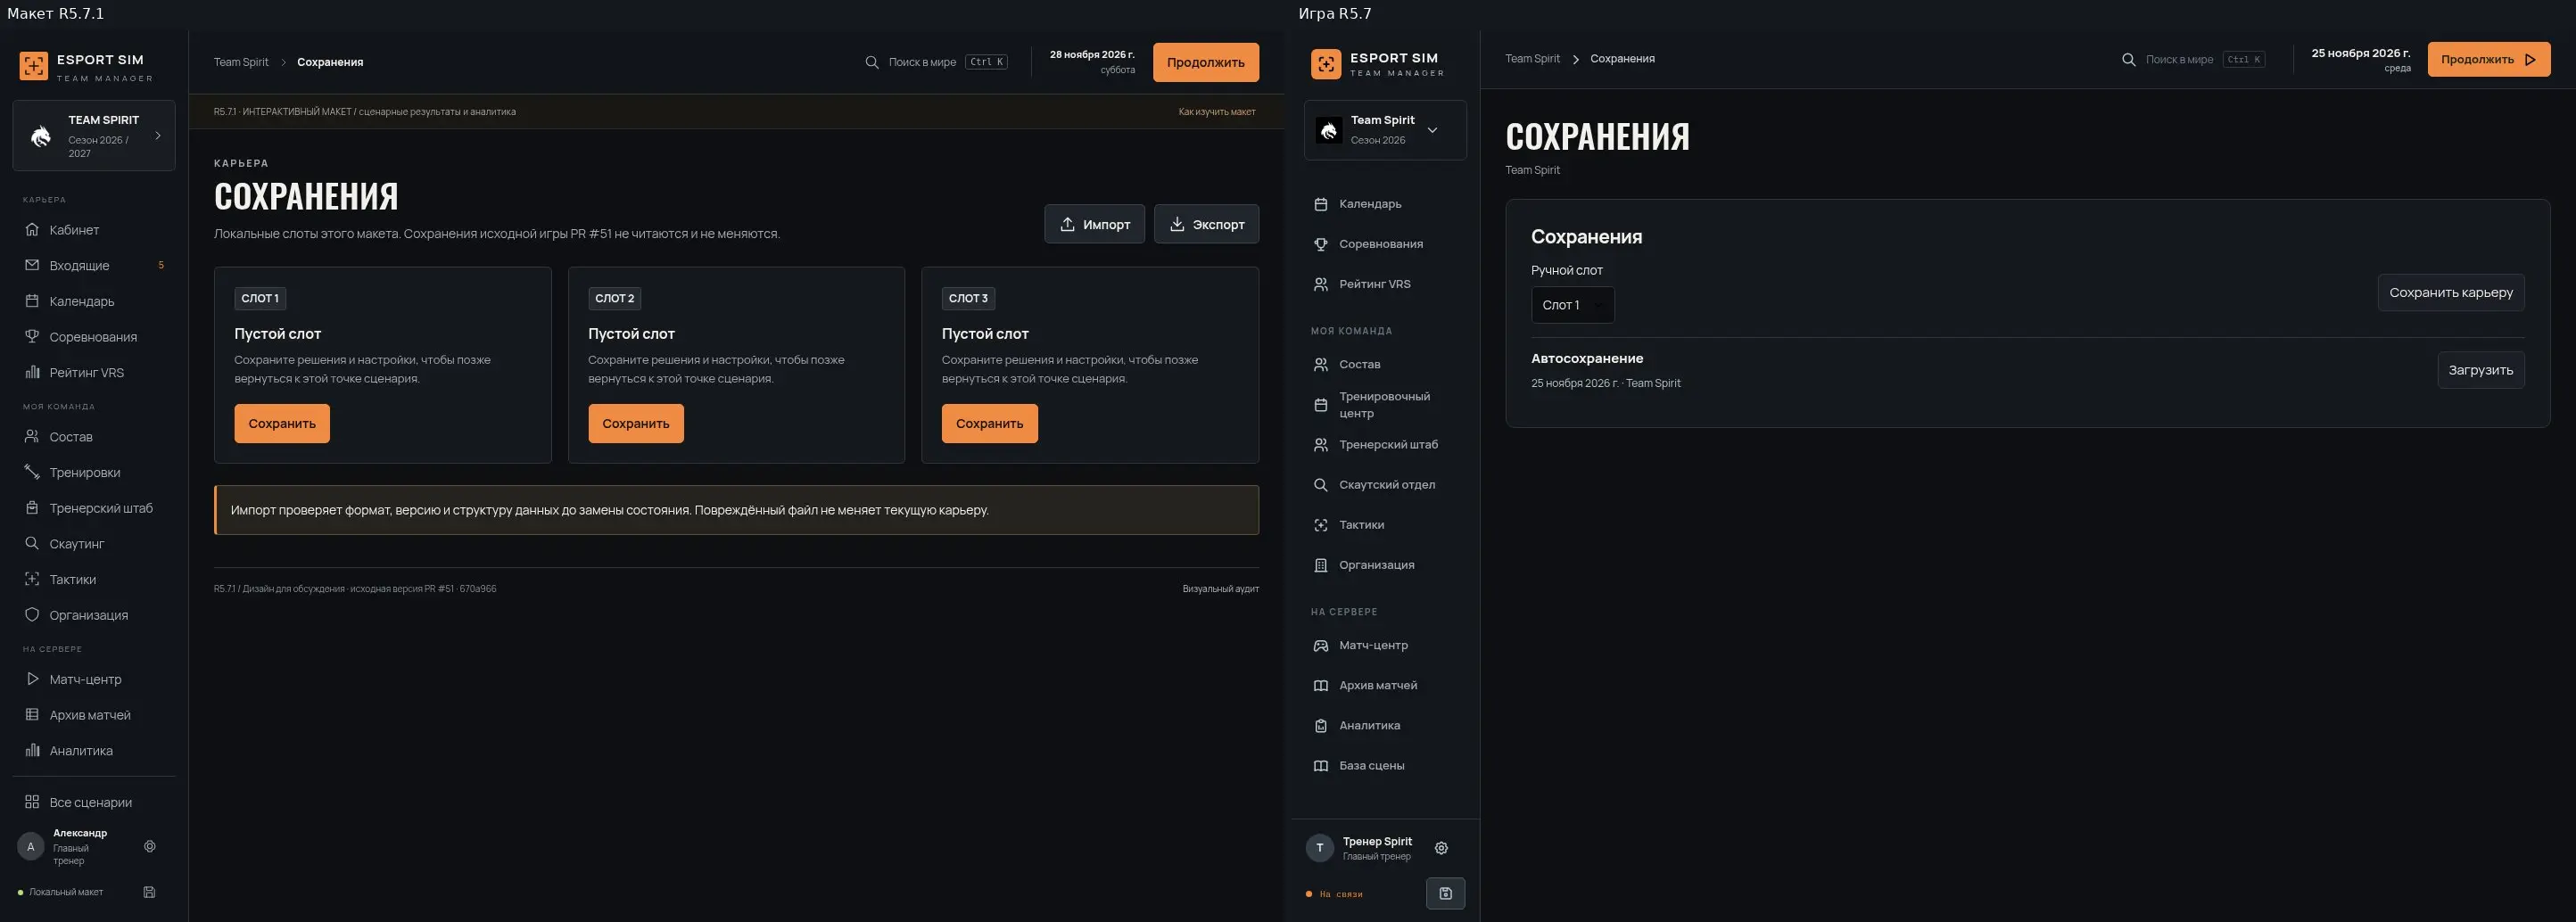 Макет R5.7.1
ESPORT SIM
TEAM MANAGER
TEAM SPIRIT
Сезон 2026 /
2027
КАРЬЕРА
Кабинет
Входящие 5
Календарь
Соревнования
Рейтинг VRS
МОЯ КОМАНДА
Состав
Тренировки
Тренерский штаб
Скаутинг
Тактики
Организация
НА СЕРВЕРЕ
Матч-центр
Архив матчей
Аналитика
Все сценарии
А
Александр
Главный
тренер
Локальный макет
Team Spirit > Сохранения
Поиск в мире Ctrl K
28 ноября 2026 г.
суббота
Продолжить
R5.7.1 · ИНТЕРАКТИВНЫЙ МАКЕТ / сценарные результаты и аналитика
Как изучить макет
КАРЬЕРА
СОХРАНЕНИЯ
Локальные слоты этого макета. Сохранения исходной игры PR #51 не читаются и не меняются.
Импорт
Экспорт
СЛОТ 1
Пустой слот
Сохраните решения и настройки, чтобы позже
вернуться к этой точке сценария.
Сохранить
СЛОТ 2
Пустой слот
Сохраните решения и настройки, чтобы позже
вернуться к этой точке сценария.
Сохранить
СЛОТ 3
Пустой слот
Сохраните решения и настройки, чтобы позже
вернуться к этой точке сценария.
Сохранить
Импорт проверяет формат, версию и структуру данных до замены состояния. Повреждённый файл не меняет текущую карьеру.
R5.7.1 / Дизайн для обсуждения · исходная версия PR #51 · 670a966
Визуальный аудит
Игра R5.7
ESPORT SIM
TEAM MANAGER
Team Spirit
Сезон 2026
Календарь
Соревнования
Рейтинг VRS
МОЯ КОМАНДА
Состав
Тренировочный
центр
Тренерский штаб
Скаутский отдел
Тактики
Организация
НА СЕРВЕРЕ
Матч-центр
Архив матчей
Аналитика
База сцены
Т
Тренер Spirit
Главный тренер
На связи
Team Spirit > Сохранения
Поиск в мире Ctrl K
25 ноября 2026 г.
среда
Продолжить
СОХРАНЕНИЯ
Team Spirit
Сохранения
Ручной слот
Слот 1
Сохранить карьеру
Автосохранение
25 ноября 2026 г. · Team Spirit
Загрузить